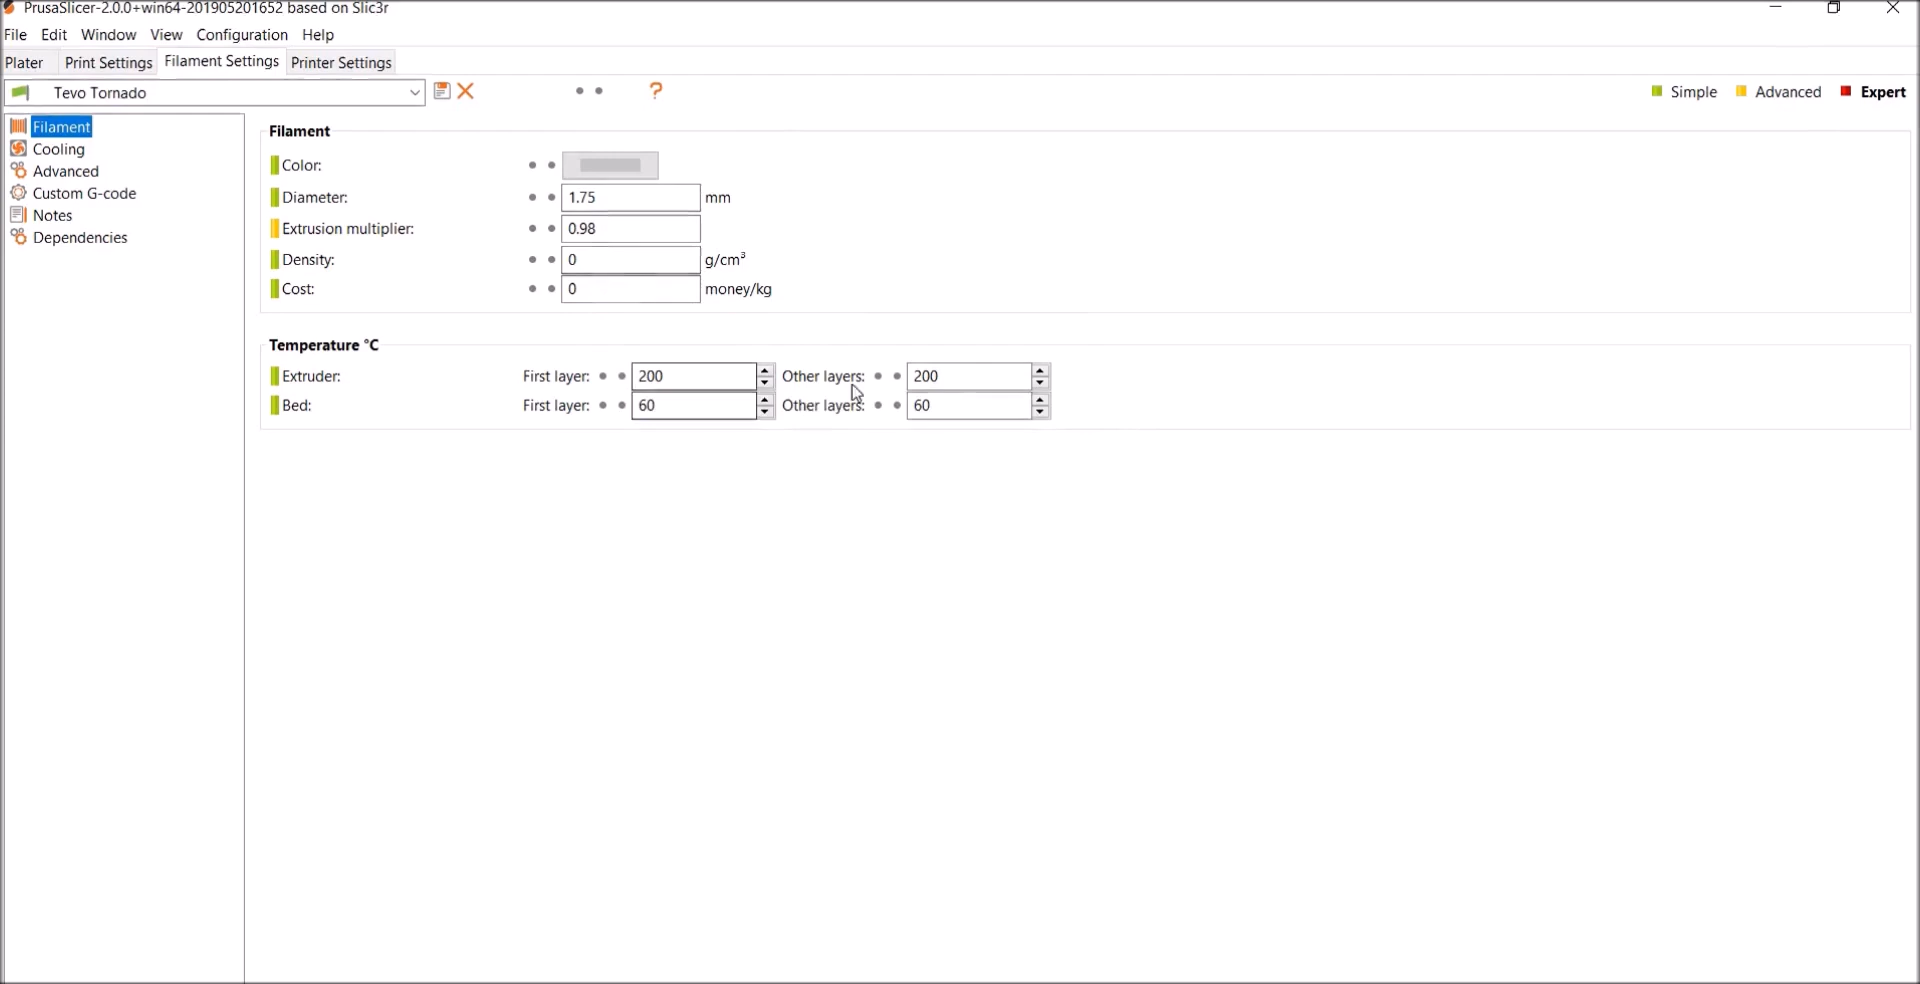 PrusaSlicer-2.0.0+win64-201905201652 based on Slic3r
File Edit Window View Configuration Help
Plater Print Settings Filament Settings Printer Settings
Tevo Tornado ? Simple Advanced Expert
Filament
Cooling
Advanced
Custom G-code
Notes
Dependencies
Filament
Color:
Diameter: 1.75 mm
Extrusion multiplier: 0.98
Density: 0 g/cm³
Cost: 0 money/kg
Temperature °C
Extruder: First layer: 200 Other layers: 200
Bed: First layer: 60 Other layers: 60